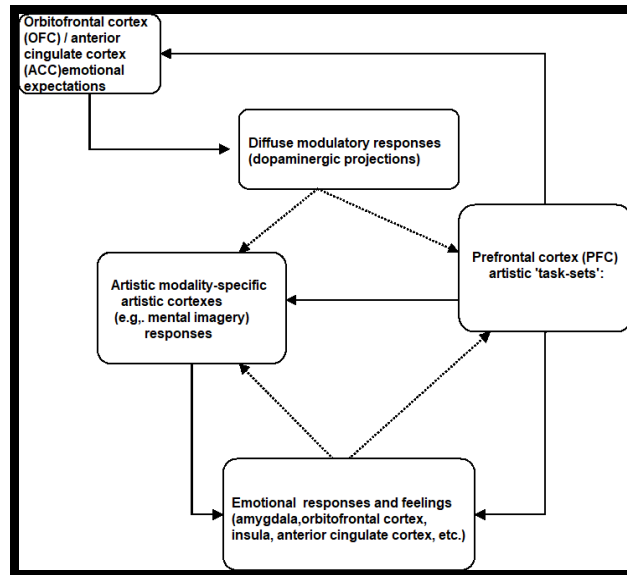 Orbitofrontal cortex
(OFC) / anterior
cingulate cortex
(ACC)emotional
expectations
Diffuse modulatory responses
(dopaminergic projections)
Prefrontal cortex (PFC)
artistic 'task-sets':
Artistic modality-specific
artistic cortexes
(e.g,. mental imagery)
responses
Emotional responses and feelings
(amygdala,orbitofrontal cortex,
insula, anterior cingulate cortex, etc.)